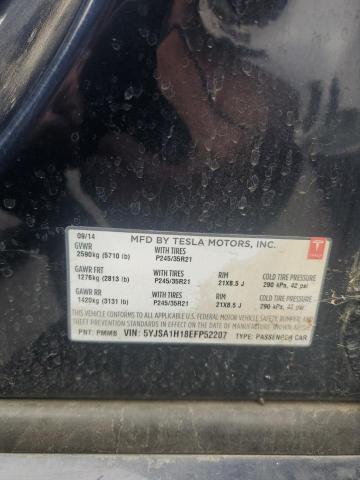 09/14
MFD BY TESLA MOTORS, INC.
GVWR WITH TIRES
2590kg (5710 lb) P245/35R21
GAWR FRT WITH TIRES RIM COLD TIRE PRESSURE
1276kg (2813 lb) P245/35R21 21X8.5 J 290 kPa, 42 psi
GAWR RR WITH TIRES RIM COLD TIRE PRESSURE
1420kg (3131 lb) P245/35R21 21X8.5 J 290 kPa, 42 psi
THIS VEHICLE CONFORMS TO ALL APPLICABLE
U.S. FEDERAL MOTOR VEHICLE SAFETY, BUMPER, AND
THEFT PREVENTION STANDARDS IN EFFECT ON
THE DATE OF MANUFACTURE SHOWN ABOVE.
PNT: PMMB VIN: 5YJSA1H18EFP52207 TYPE: PASSENGER CAR